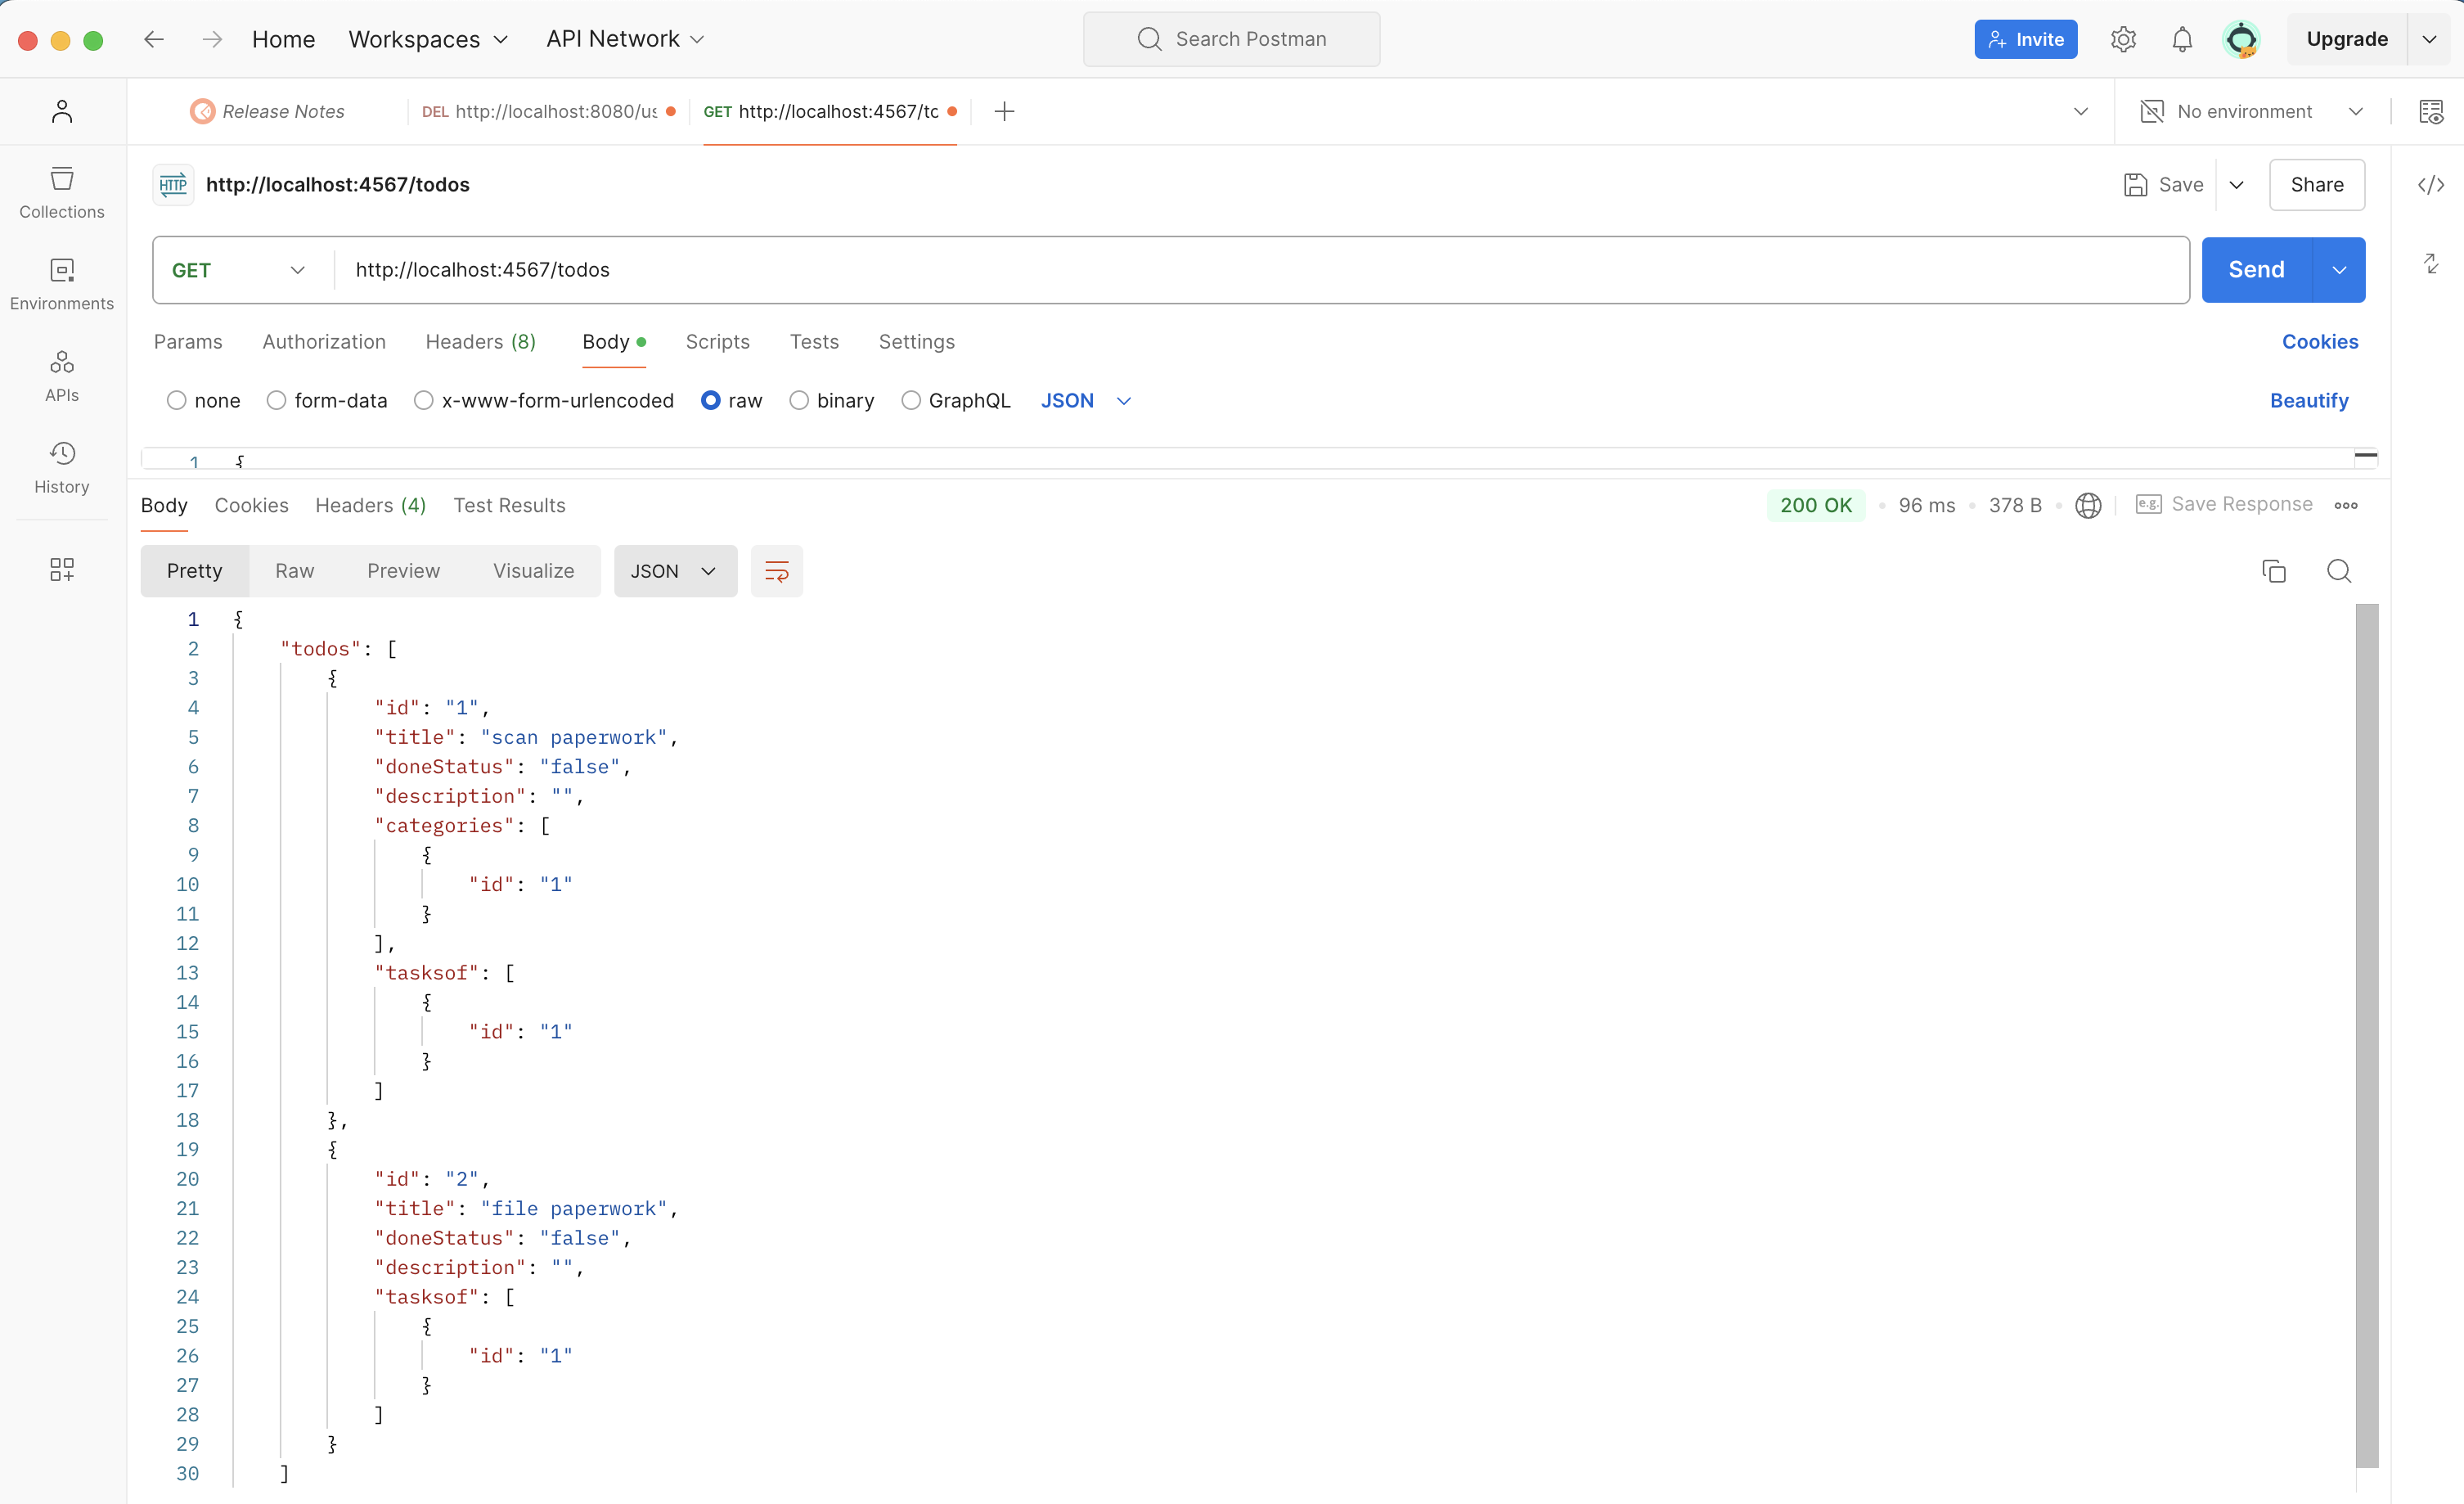 Home Workspaces API Network Search Postman Invite Upgrade
Release Notes DEL http://localhost:8080/us GET http://localhost:4567/tc No environment
HTTP http://localhost:4567/todos Save Share
Collections
GET http://localhost:4567/todos Send
Environments
Params Authorization Headers (8) Body Scripts Tests Settings Cookies
APIs
none form-data x-www-form-urlencoded raw binary GraphQL JSON Beautify
History
1 {
Body Cookies Headers (4) Test Results 200 OK 96 ms 378 B e.g. Save Response
Pretty Raw Preview Visualize JSON
1 {
2 "todos": [
3 {
4 "id": "1",
5 "title": "scan paperwork",
6 "doneStatus": "false",
7 "description": "",
8 "categories": [
9 {
10 "id": "1"
11 }
12 ],
13 "tasksof": [
14 {
15 "id": "1"
16 }
17 ]
18 },
19 {
20 "id": "2",
21 "title": "file paperwork",
22 "doneStatus": "false",
23 "description": "",
24 "tasksof": [
25 {
26 "id": "1"
27 }
28 ]
29 }
30 ]